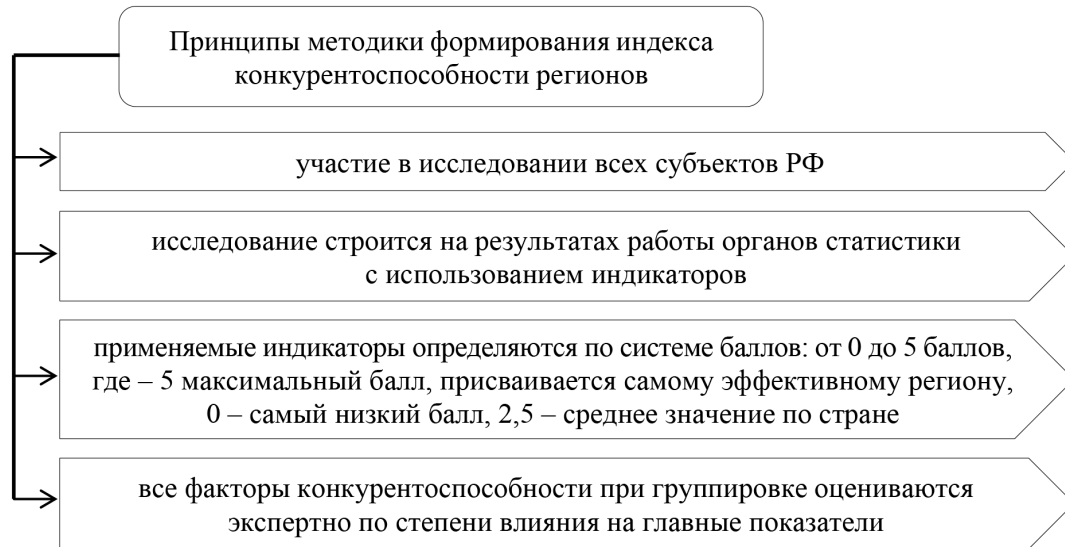 Принципы методики формирования индекса
конкурентоспособности регионов
участие в исследовании всех субъектов РФ
исследование строится на результатах работы органов статистики
с использованием индикаторов
применяемые индикаторы определяются по системе баллов: от 0 до 5 баллов,
где – 5 максимальный балл, присваивается самому эффективному региону,
0 – самый низкий балл, 2,5 – среднее значение по стране
все факторы конкурентоспособности при группировке оцениваются
экспертно по степени влияния на главные показатели